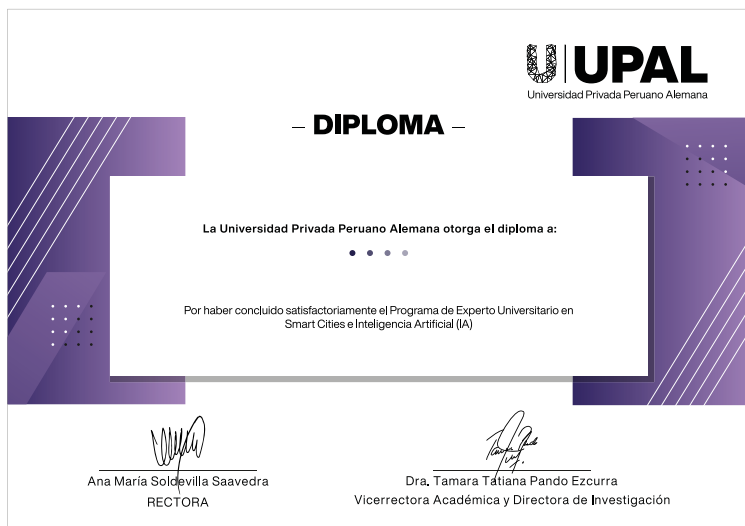 UPAL
Universidad Privada Peruano Alemana
– DIPLOMA –
La Universidad Privada Peruano Alemana otorga el diploma a:
Por haber concluido satisfactoriamente el Programa de Experto Universitario en
Smart Cities e Inteligencia Artificial (IA)
Ana María Soldevilla Saavedra
RECTORA
Dra. Tamara Tatiana Pando Ezcurra
Vicerrectora Académica y Directora de Investigación